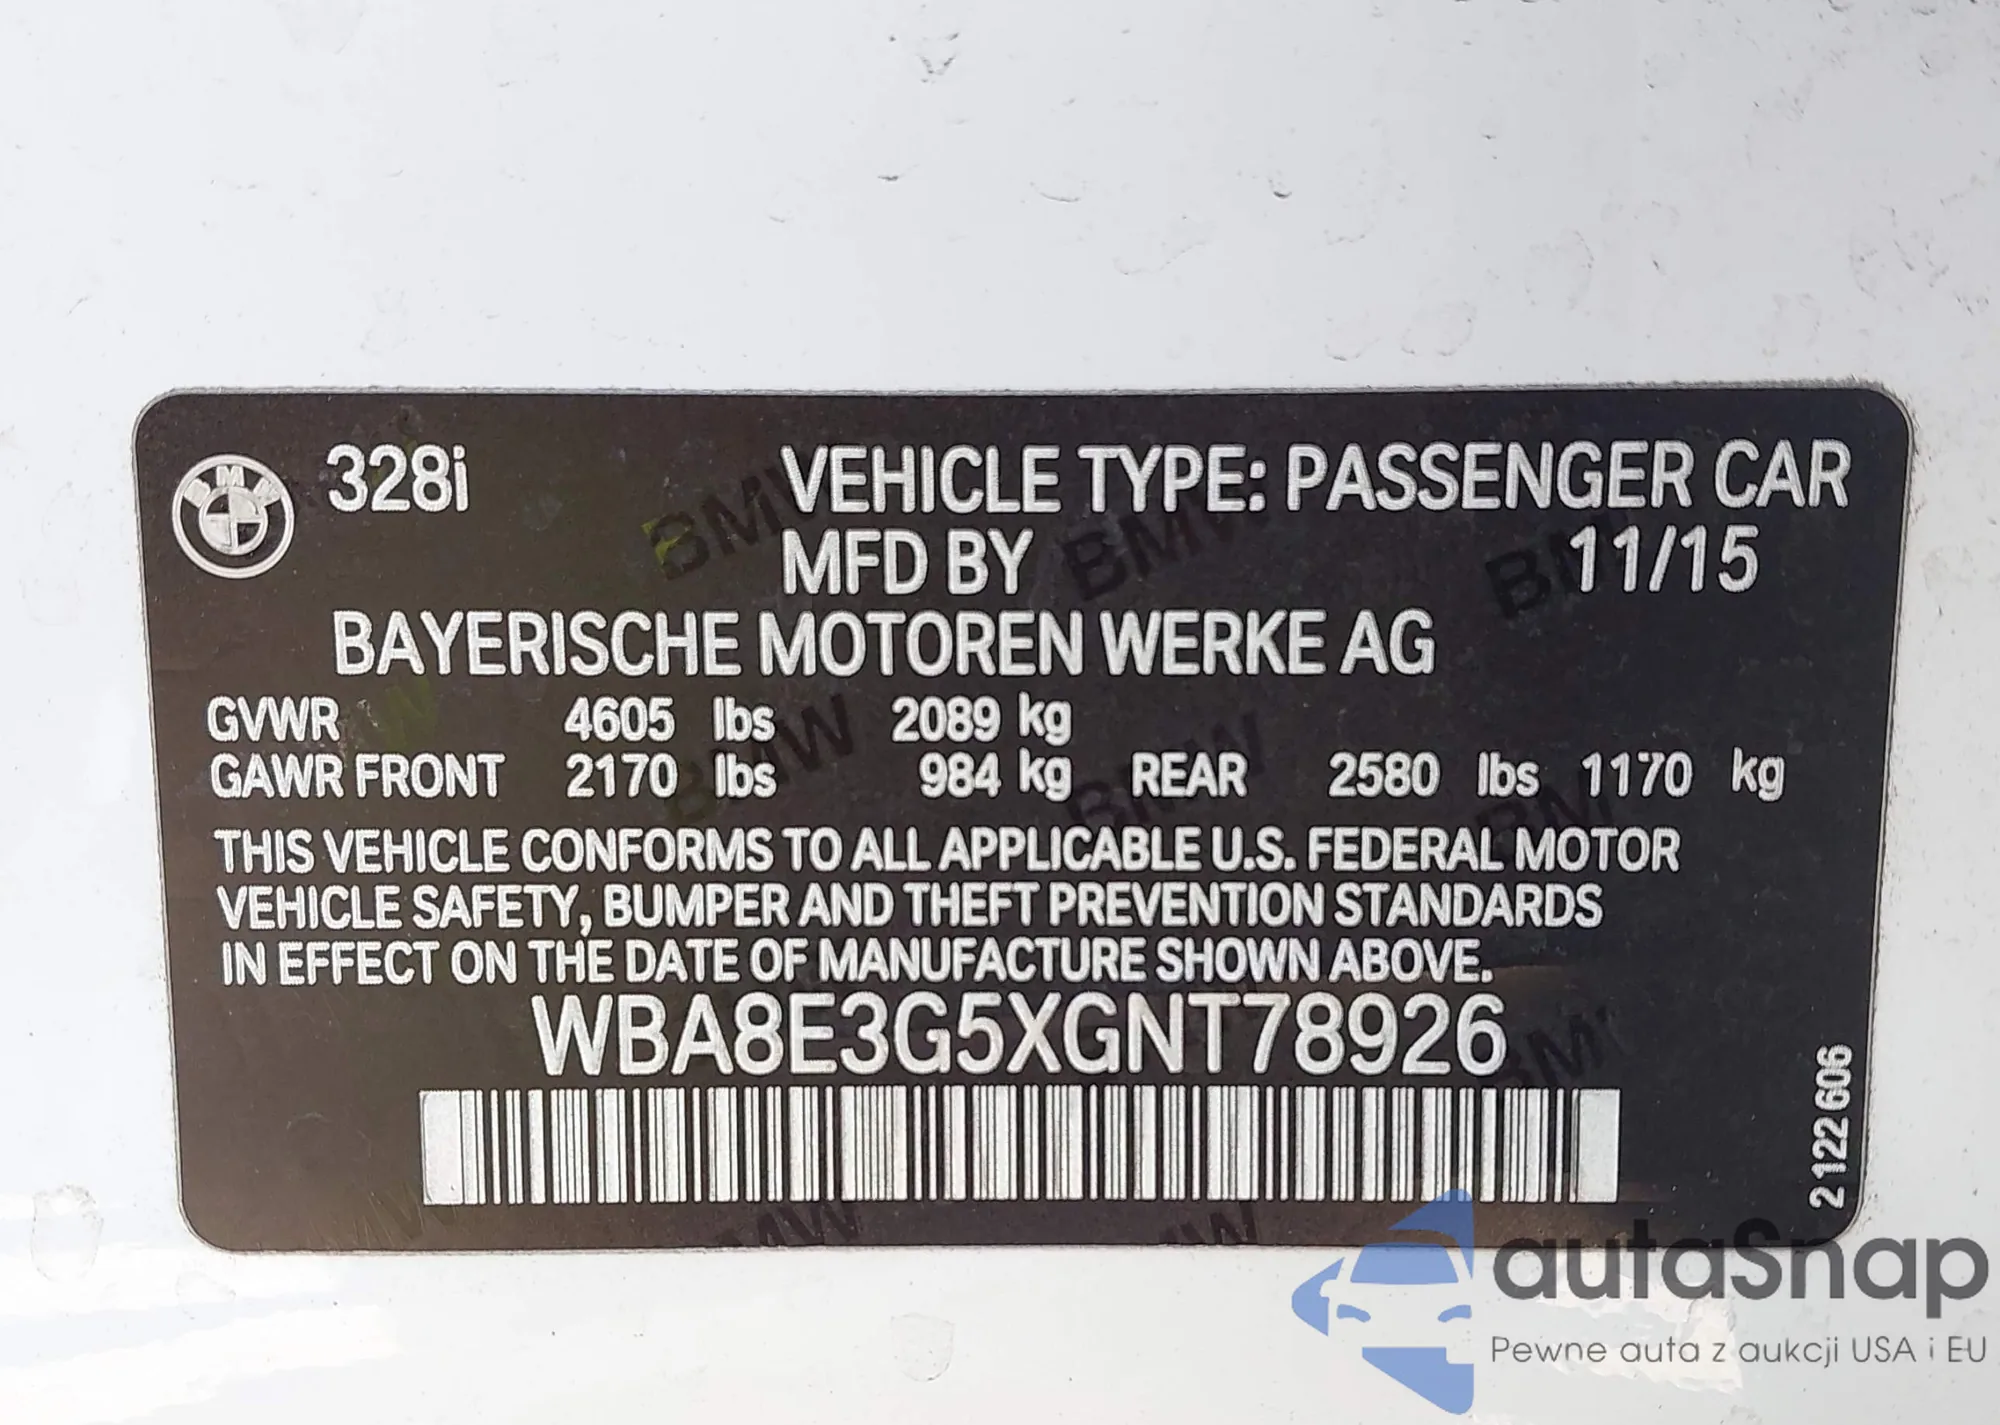 BMW 328i VEHICLE TYPE: PASSENGER CAR
MFD BY 11/15
BAYERISCHE MOTOREN WERKE AG
GVWR 4605 lbs 2089 kg
GAWR FRONT 2170 lbs 984 kg REAR 2580 lbs 1170 kg
THIS VEHICLE CONFORMS TO ALL APPLICABLE U.S. FEDERAL MOTOR
VEHICLE SAFETY, BUMPER AND THEFT PREVENTION STANDARDS
IN EFFECT ON THE DATE OF MANUFACTURE SHOWN ABOVE.
WBA8E3G5XGNT78926
2 122 606
autaSnap
Pewne auta z aukcji USA i EU